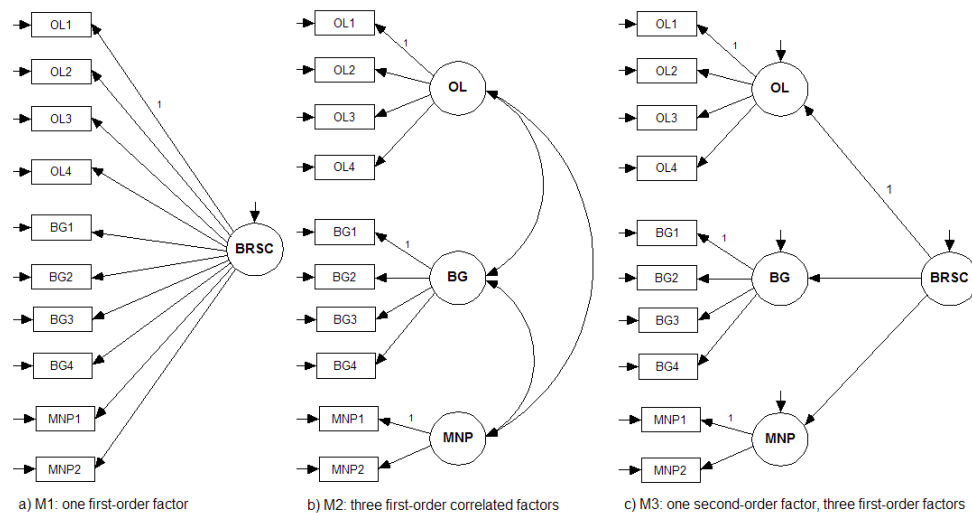 OL1
OL2
OL3
OL4
BG1
BG2
BG3
BG4
MNP1
MNP2
1
BRSC
a) M1: one first-order factor
OL1
OL2
OL3
OL4
BG1
BG2
BG3
BG4
MNP1
MNP2
1
OL
1
BG
1
MNP
b) M2: three first-order correlated factors
OL1
OL2
OL3
OL4
BG1
BG2
BG3
BG4
MNP1
MNP2
1
OL
1
1
BG
BRSC
1
MNP
c) M3: one second-order factor, three first-order factors